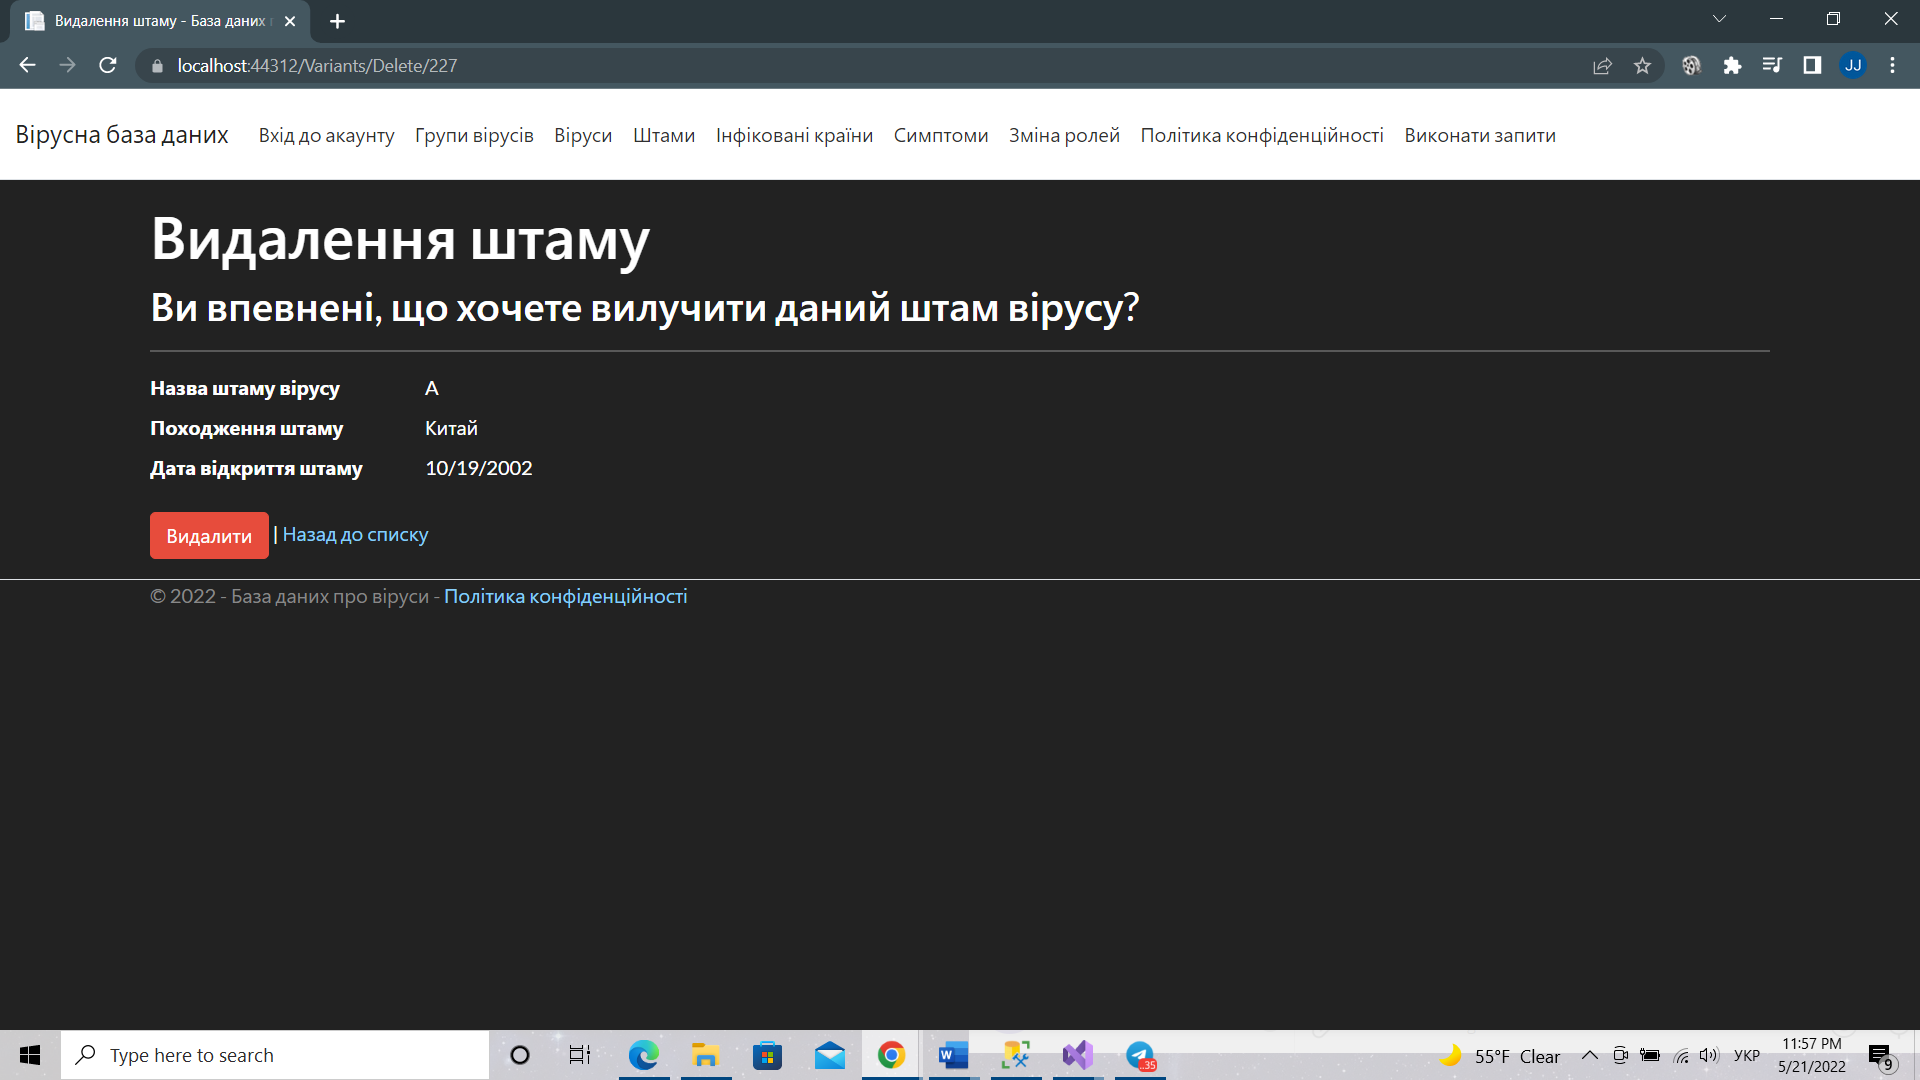 Видалення штаму - База даних
localhost:44312/Variants/Delete/227
JJ
Вірусна база даних Вхід до акаунту Групи вірусів Віруси Штами Інфіковані країни Симптоми Зміна ролей Політика конфіденційності Виконати запити
Видалення штаму
Ви впевнені, що хочете вилучити даний штам вірусу?
Назва штаму вірусу A
Походження штаму Китай
Дата відкриття штаму 10/19/2002
Видалити | Назад до списку
© 2022 - База даних про віруси - Політика конфіденційності
Type here to search
55°F Clear
УКР
11:57 PM
5/21/2022
9